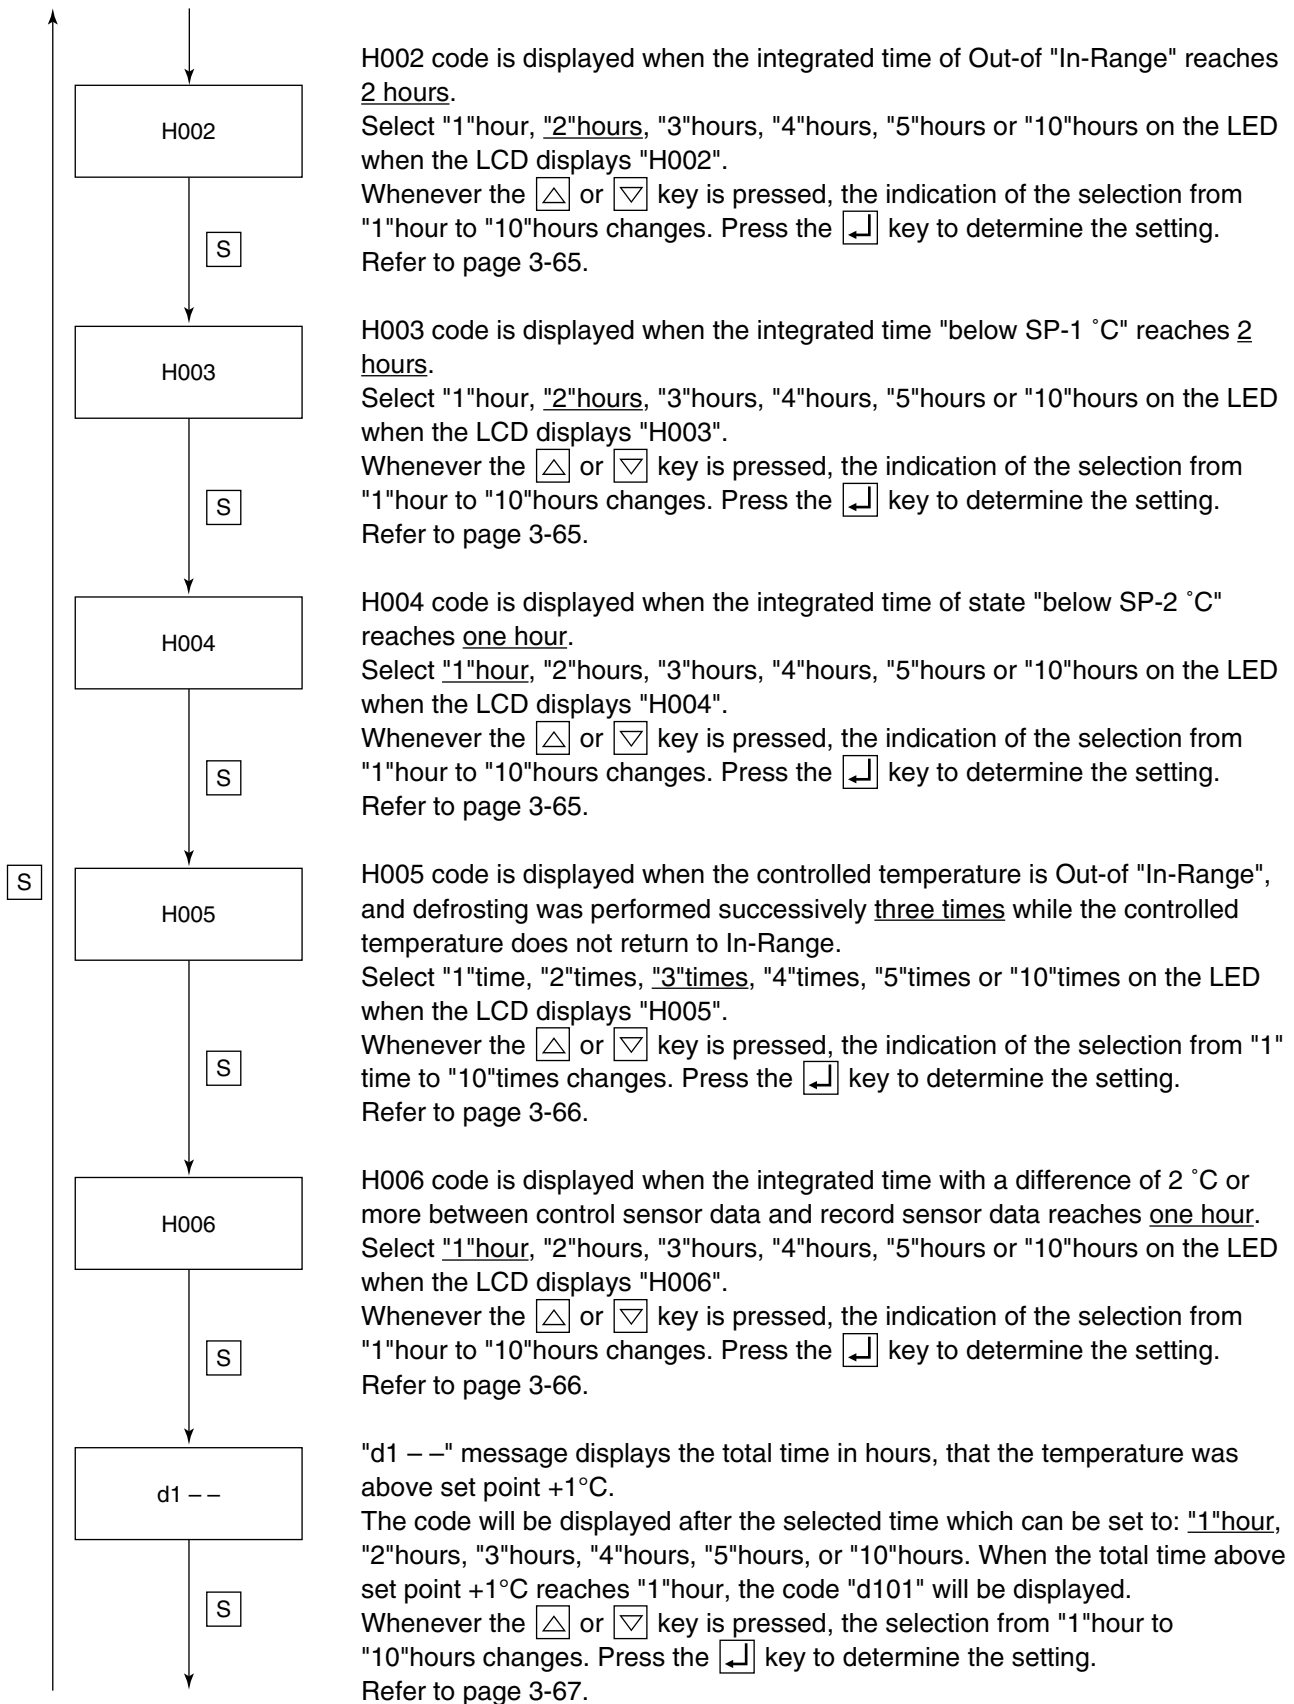 H002 code is displayed when the integrated time of Out-of "In-Range" reaches
2 hours.
H002
Select "1"hour, "2"hours, "3"hours, "4"hours, "5"hours or "10"hours on the LED
when the LCD displays "H002".
Whenever the △ or ▽ key is pressed, the indication of the selection from
"1"hour to "10"hours changes. Press the ↵ key to determine the setting.
S
Refer to page 3-65.
H003 code is displayed when the integrated time "below SP-1 ˚C" reaches 2
hours.
H003
Select "1"hour, "2"hours, "3"hours, "4"hours, "5"hours or "10"hours on the LED
when the LCD displays "H003".
Whenever the △ or ▽ key is pressed, the indication of the selection from
"1"hour to "10"hours changes. Press the ↵ key to determine the setting.
S
Refer to page 3-65.
H004 code is displayed when the integrated time of state "below SP-2 ˚C"
reaches one hour.
H004
Select "1"hour, "2"hours, "3"hours, "4"hours, "5"hours or "10"hours on the LED
when the LCD displays "H004".
Whenever the △ or ▽ key is pressed, the indication of the selection from
"1"hour to "10"hours changes. Press the ↵ key to determine the setting.
S
Refer to page 3-65.
S
H005 code is displayed when the controlled temperature is Out-of "In-Range",
and defrosting was performed successively three times while the controlled
H005
temperature does not return to In-Range.
Select "1"time, "2"times, "3"times, "4"times, "5"times or "10"times on the LED
when the LCD displays "H005".
Whenever the △ or ▽ key is pressed, the indication of the selection from "1"
time to "10"times changes. Press the ↵ key to determine the setting.
S
Refer to page 3-66.
H006 code is displayed when the integrated time with a difference of 2 ˚C or
more between control sensor data and record sensor data reaches one hour.
H006
Select "1"hour, "2"hours, "3"hours, "4"hours, "5"hours or "10"hours on the LED
when the LCD displays "H006".
Whenever the △ or ▽ key is pressed, the indication of the selection from
"1"hour to "10"hours changes. Press the ↵ key to determine the setting.
S
Refer to page 3-66.
"d1 – –" message displays the total time in hours, that the temperature was
above set point +1°C.
d1 – –
The code will be displayed after the selected time which can be set to: "1"hour,
"2"hours, "3"hours, "4"hours, "5"hours, or "10"hours. When the total time above
set point +1°C reaches "1"hour, the code "d101" will be displayed.
S
Whenever the △ or ▽ key is pressed, the selection from "1"hour to
"10"hours changes. Press the ↵ key to determine the setting.
Refer to page 3-67.